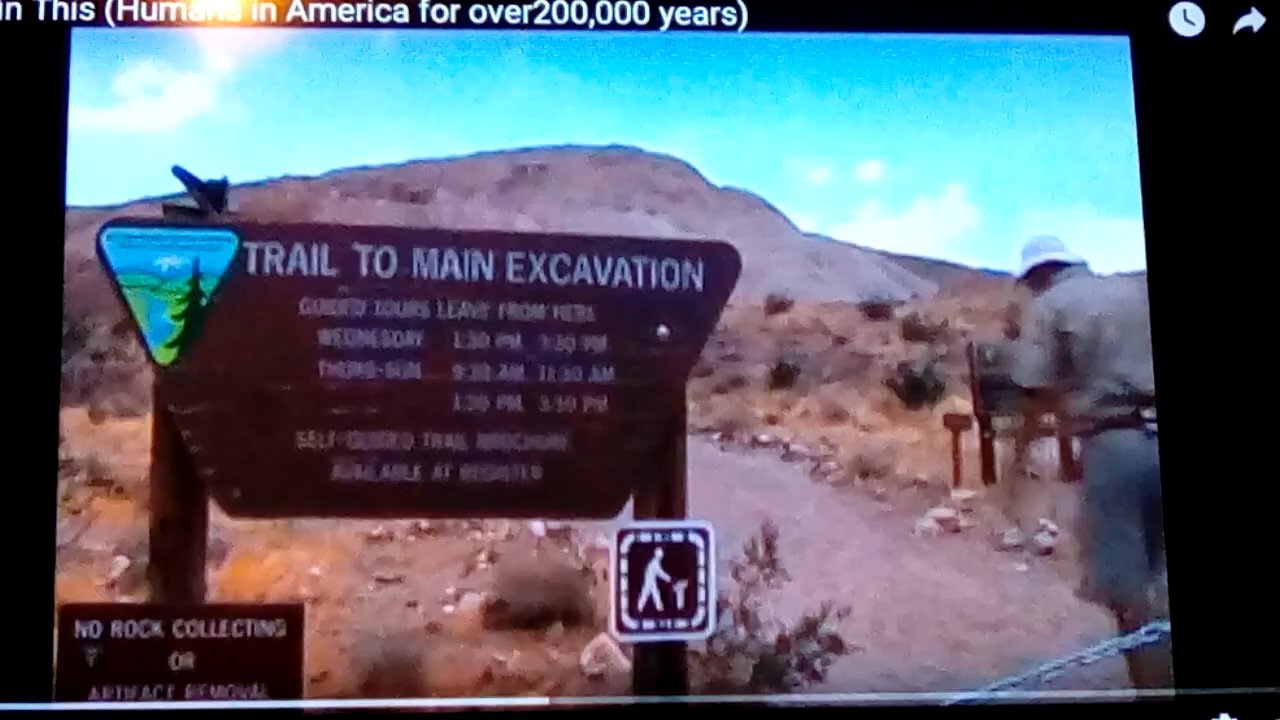 in This (Humans in America for over200,000 years)
TRAIL TO MAIN EXCAVATION
GUIDED TOURS LEAVE FROM HERE
WEDNESDAY 1:30 PM 3:30 PM
THURS-SUN 9:30 AM 11:30 AM
1:30 PM 3:30 PM
SELF-GUIDED TRAIL BROCHURE
AVAILABLE AT REGISTER
NO ROCK COLLECTING
OR
ARTIFACT REMOVAL